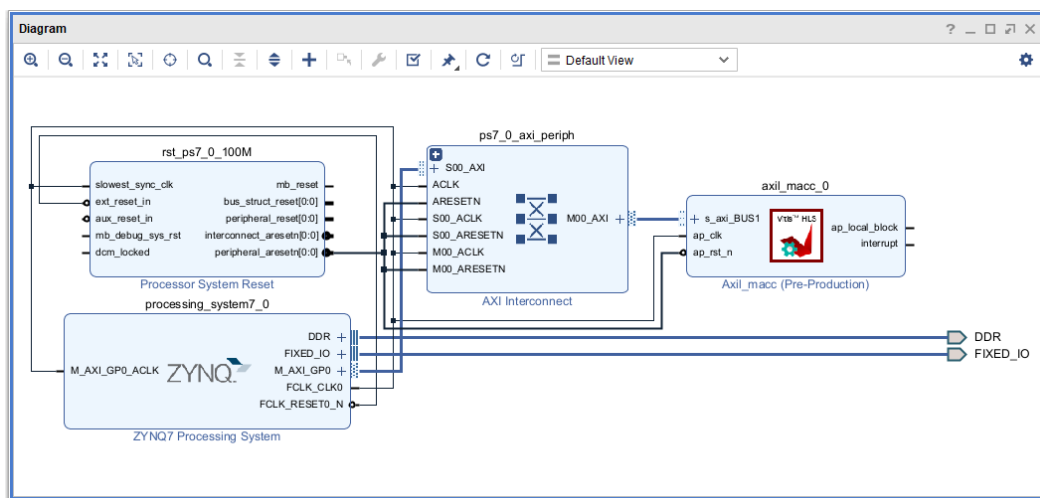 Diagram
Default View
rst_ps7_0_100M
slowest_sync_clk
ext_reset_in
aux_reset_in
mb_debug_sys_rst
dcm_locked
mb_reset
bus_struct_reset[0:0]
peripheral_reset[0:0]
interconnect_aresetn[0:0]
peripheral_aresetn[0:0]
Processor System Reset
processing_system7_0
M_AXI_GP0_ACLK
ZYNQ
DDR
FIXED_IO
M_AXI_GP0
FCLK_CLK0
FCLK_RESET0_N
ZYNQ7 Processing System
ps7_0_axi_periph
S00_AXI
ACLK
ARESETN
S00_ACLK
S00_ARESETN
M00_ACLK
M00_ARESETN
M00_AXI
AXI Interconnect
axil_macc_0
s_axi_BUS1
ap_clk
ap_rst_n
Vitis™ HLS
ap_local_block
interrupt
Axil_macc (Pre-Production)
DDR
FIXED_IO